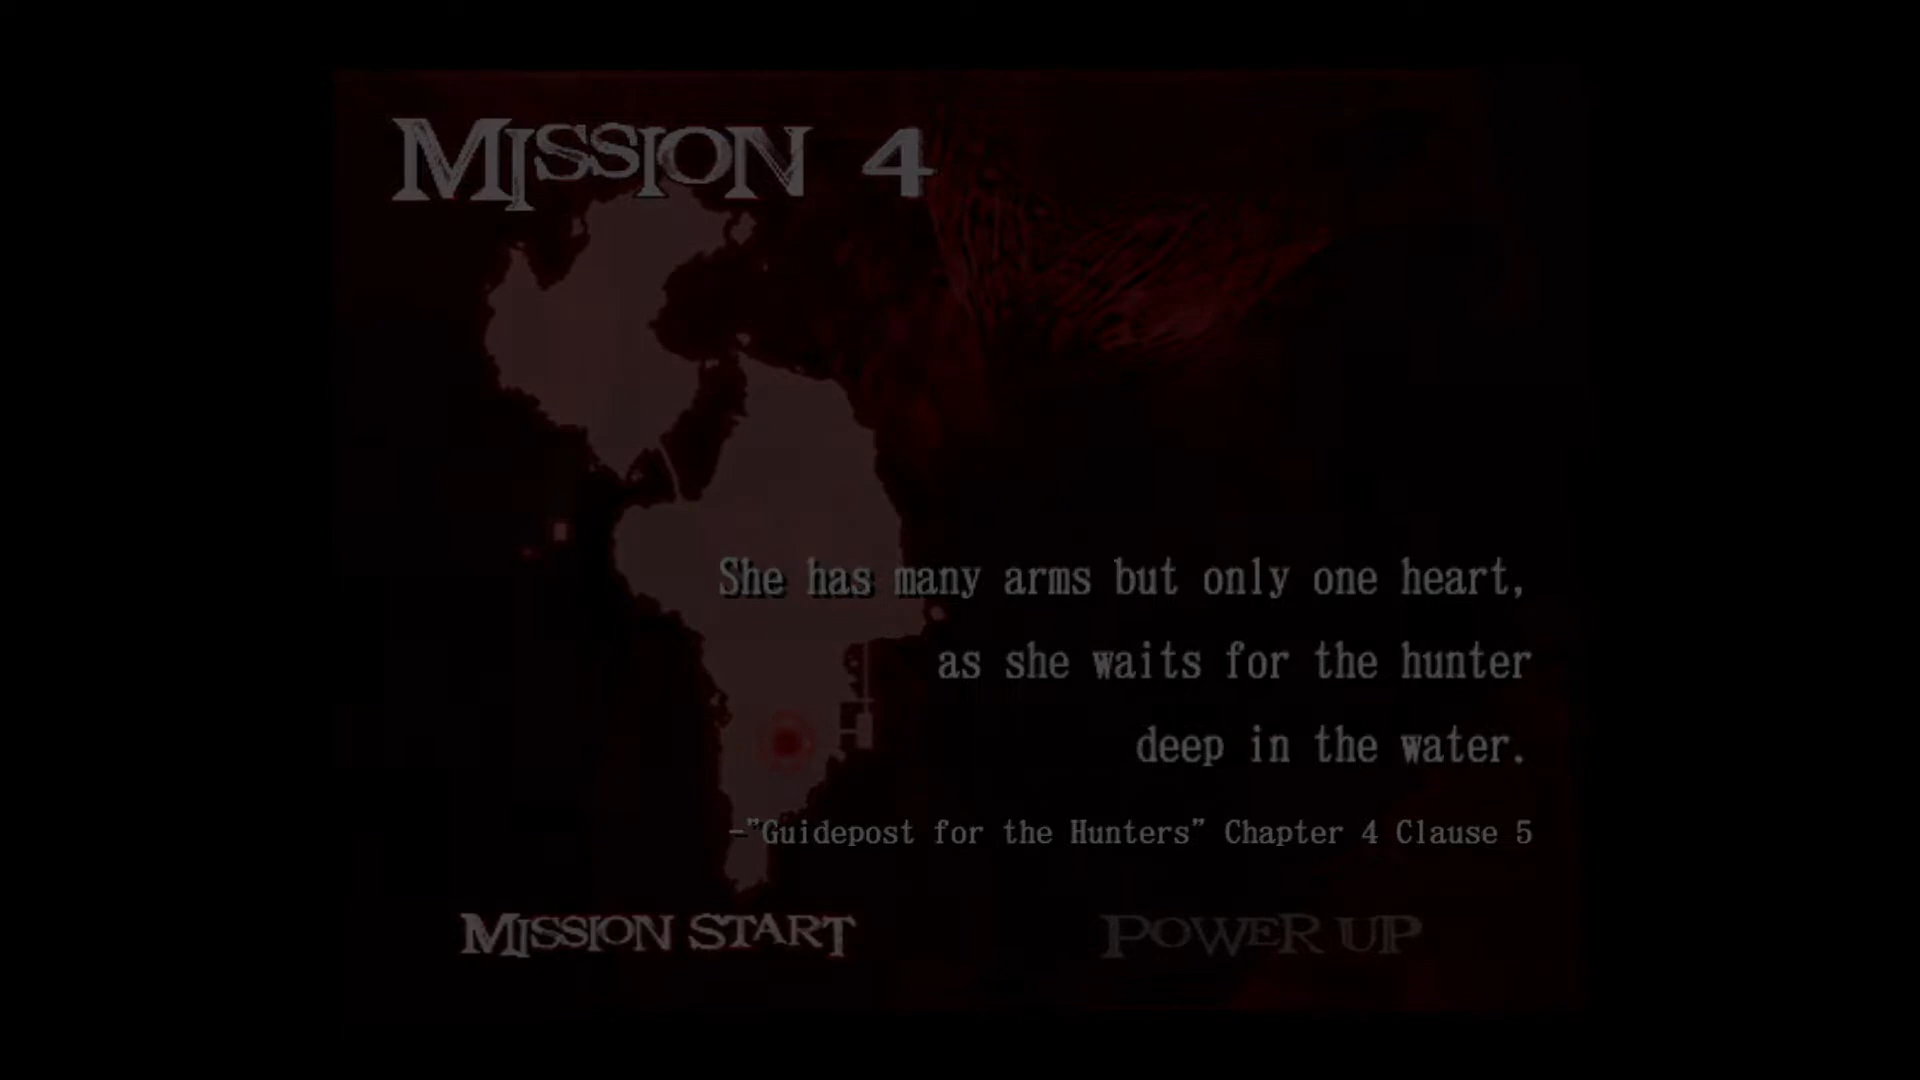 MISSION 4
She has many arms but only one heart,
as she waits for the hunter
deep in the water.
-"Guidepost for the Hunters" Chapter 4 Clause 5
MISSION START
POWER UP